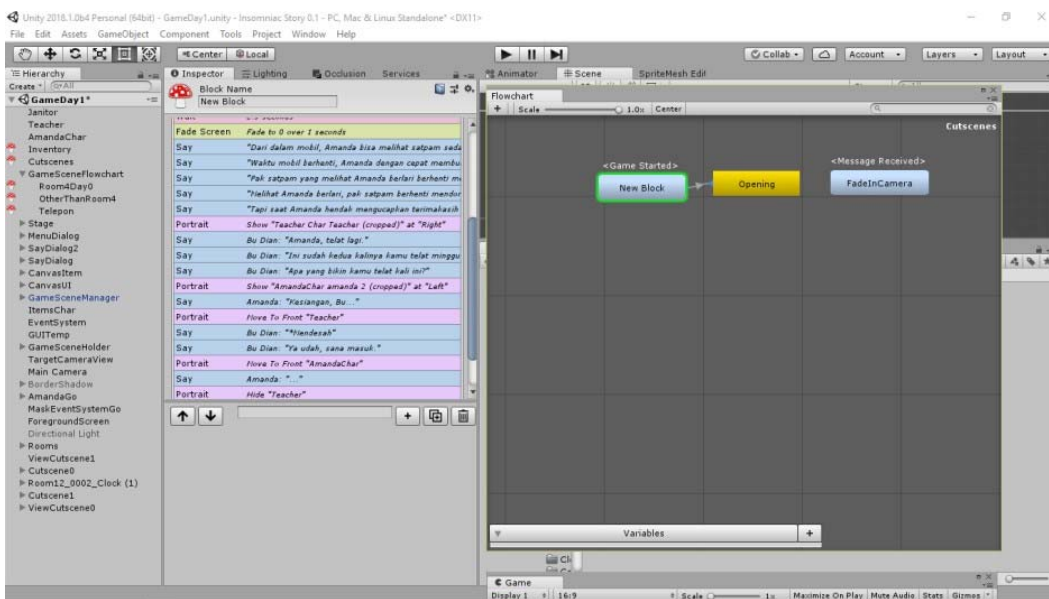 Unity 2018.1.0b4 Personal (64bit) - GameDay1.unity - Insomniac Story 0.1 - PC, Mac & Linux Standalone* <DX11>
File Edit Assets GameObject Component Tools Project Window Help
Center Local
Collab Account Layers Layout
Hierarchy
Create
GameDay1*
Janitor
Teacher
AmandaChar
Inventory
Cutscenes
GameSceneFlowchart
Room4Day0
OtherThanRoom4
Telepon
Stage
MenuDialog
SayDialog2
SayDialog
CanvasItem
CanvasUI
GameSceneManager
ItemsChar
EventSystem
GUITemp
GameSceneHolder
TargetCameraView
Main Camera
BorderShadow
AmandaGo
MaskEventSystemGo
ForegroundScreen
Directional Light
Rooms
ViewCutscene1
Cutscene0
Room12_0002_Clock (1)
Cutscene1
ViewCutscene0
Inspector Lighting Occlusion Services
Block Name
New Block
Fade Screen Fade to 0 over 1 seconds
Say "Dari dalam mobil, Amanda bisa melihat satpam seda
Say "Waktu mobil berhenti, Amanda dengan cepat membu
Say "Pak satpam yang melihat Amanda berlari berhenti m
Say "Melihat Amanda berlari, pak satpam berhenti mendor
Say "Tapi saat Amanda hendak mengucapkan terimakasih
Portrait Show "Teacher Char Teacher (cropped)" at "Right"
Say Bu Dian: "Amanda, telat lagi."
Say Bu Dian: "Ini sudah kedua kalinya kamu telat minggu
Say Bu Dian: "Apa yang bikin kamu telat kali ini?"
Portrait Show "AmandaChar amanda 2 (cropped)" at "Left"
Say Amanda: "Kesiangan, Bu..."
Portrait Move To Front "Teacher"
Say Bu Dian: "*Mendesah*"
Say Bu Dian: "Ya udah, sana masuk."
Portrait Move To Front "AmandaChar"
Say Amanda: "..."
Portrait Hide "Teacher"
Animator Scene SpriteMesh Edit
Flowchart
Scale 1.0x Center
Cutscenes
<Game Started>
New Block
Opening
<Message Received>
FadeInCamera
Variables
Game
Display 1 16:9 Scale 1x Maximize On Play Mute Audio Stats Gizmos